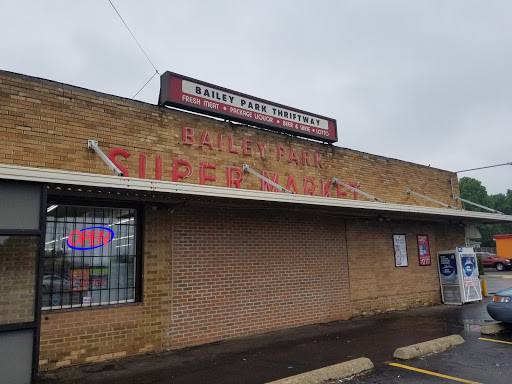 BAILEY PARK THRIFTWAY
FRESH MEAT • PACKAGE LIQUOR • BEER & WINE • LOTTO
BAILEY PARK
SUPER MARKET
OPEN